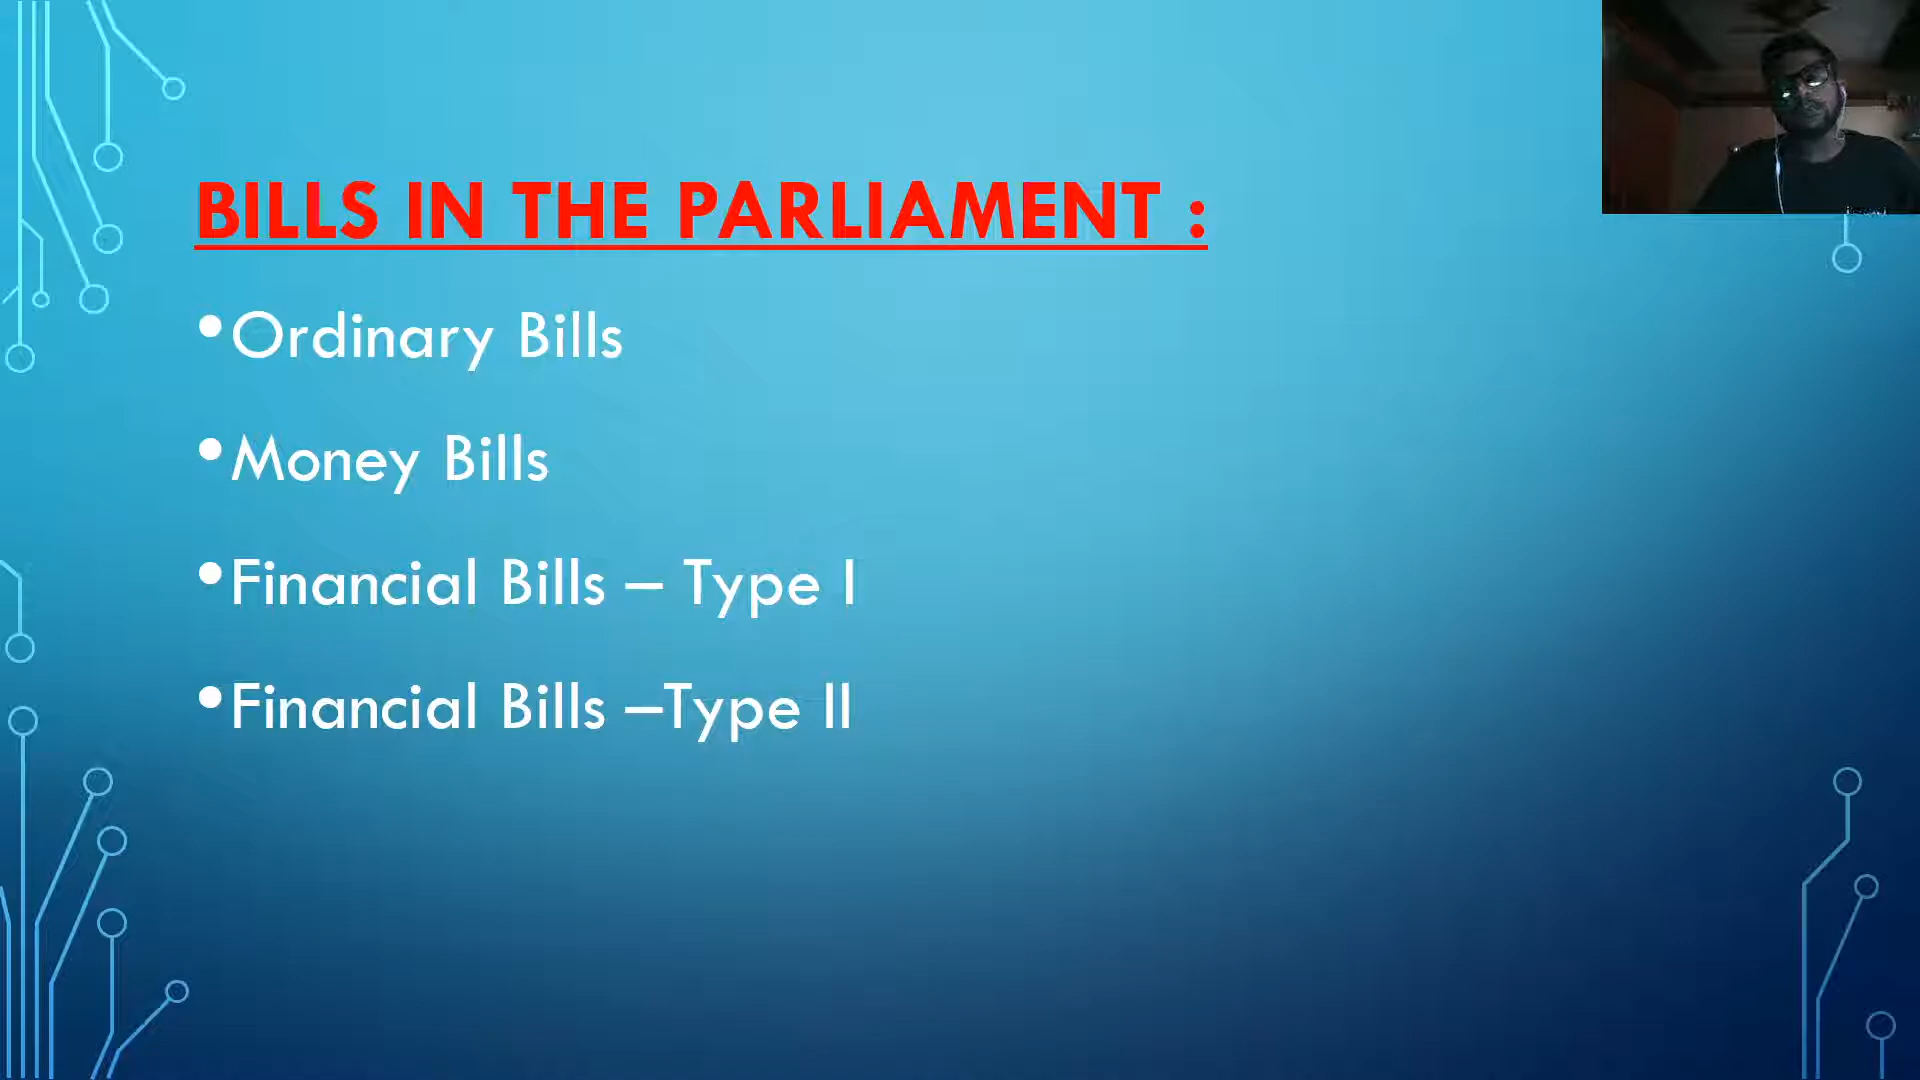 BILLS IN THE PARLIAMENT :
•Ordinary Bills
•Money Bills
•Financial Bills – Type I
•Financial Bills –Type II